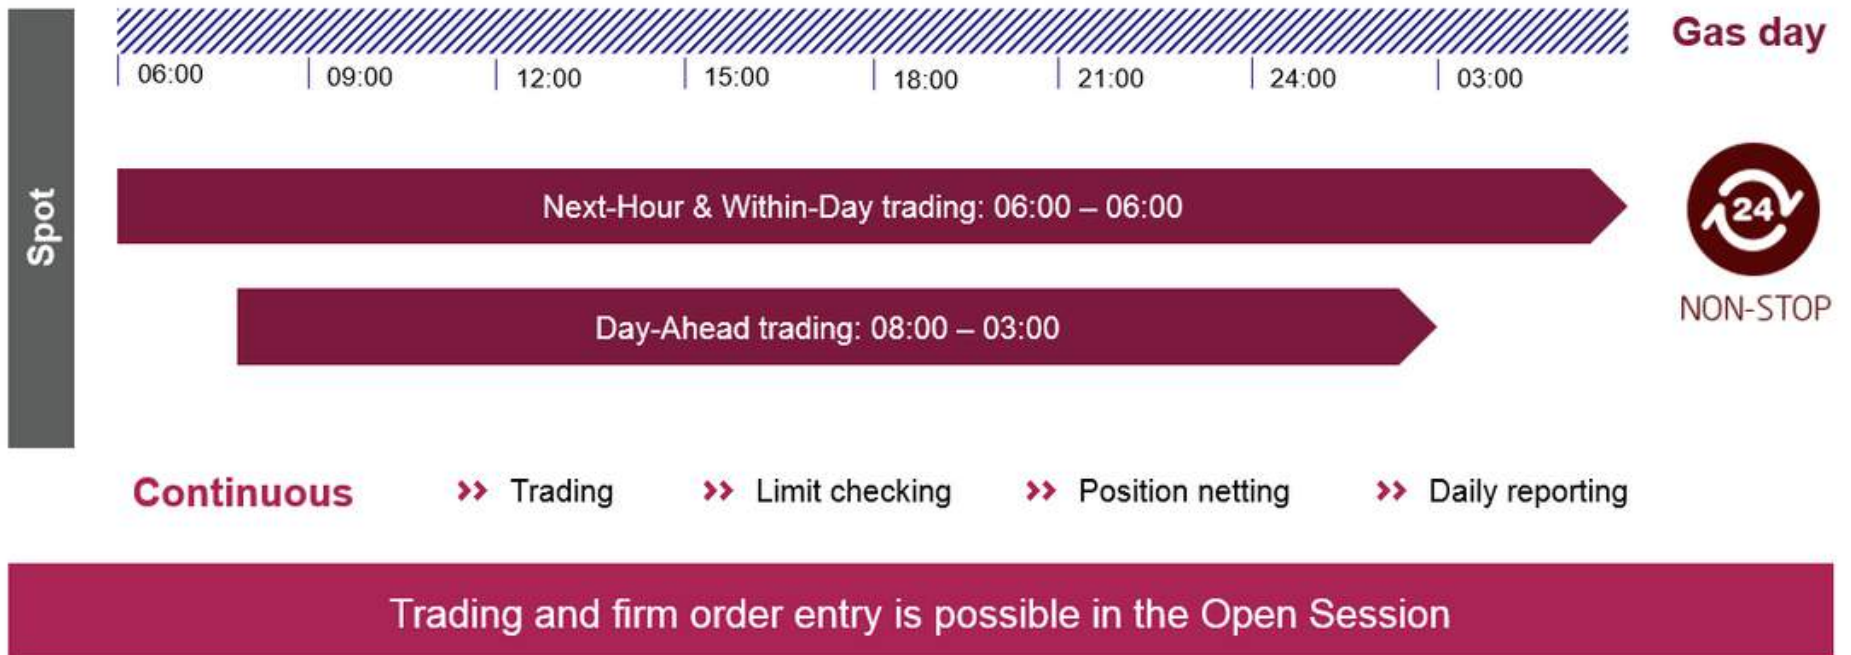 Gas day
06:00 09:00 12:00 15:00 18:00 21:00 24:00 03:00
Spot
Next-Hour & Within-Day trading: 06:00 – 06:00
24
NON-STOP
Day-Ahead trading: 08:00 – 03:00
Continuous >> Trading >> Limit checking >> Position netting >> Daily reporting
Trading and firm order entry is possible in the Open Session